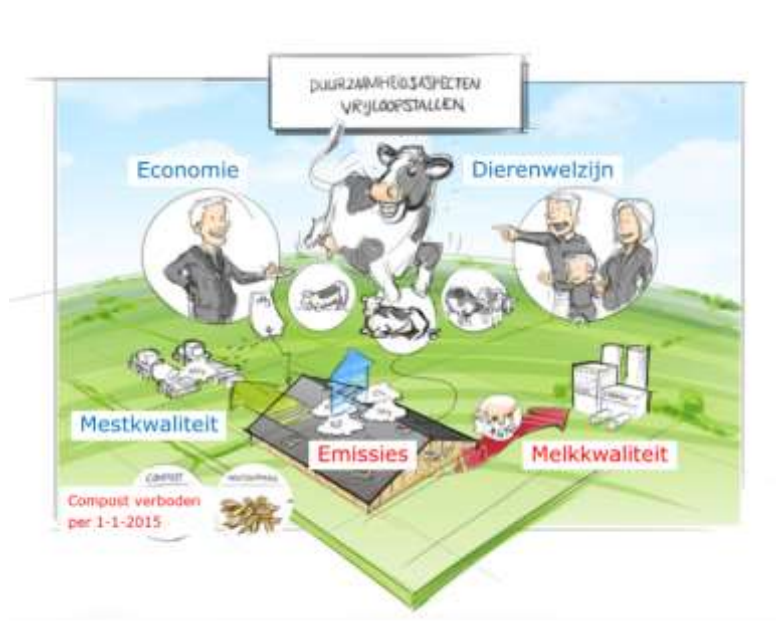 DUURZAAMHEIDSASPECTEN
VRIJLOOPSTALLEN
Economie
Dierenwelzijn
Mestkwaliteit
Emissies
Melkkwaliteit
COMPOST
Compost verboden
per 1-1-2015